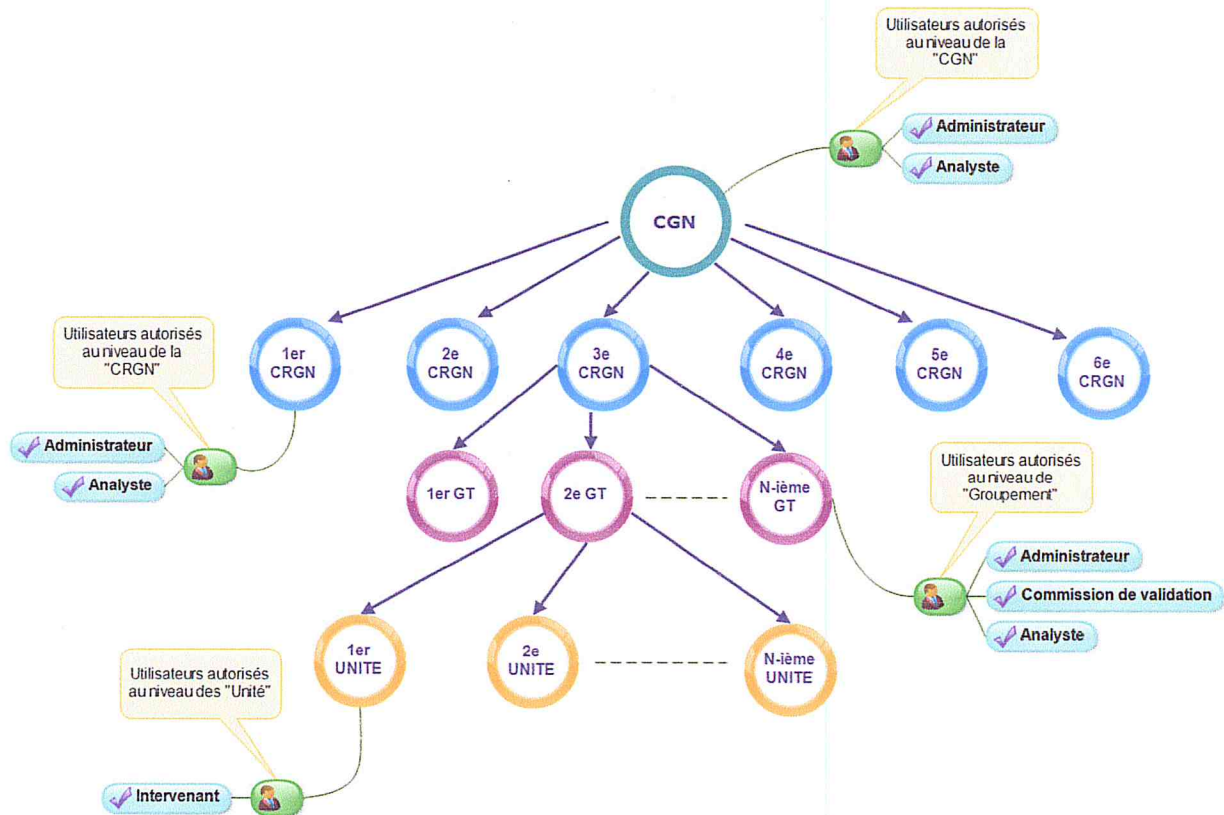 Utilisateurs autorisés
au niveau de la
"CGN"
Administrateur
Analyste
CGN
Utilisateurs autorisés
au niveau de la
"CRGN"
1er
CRGN
2e
CRGN
3e
CRGN
4e
CRGN
5e
CRGN
6e
CRGN
Administrateur
Analyste
1er GT
2e GT
N-ième
GT
Utilisateurs autorisés
au niveau de
"Groupement"
Administrateur
Commission de validation
Analyste
1er
UNITE
2e
UNITE
N-ième
UNITE
Utilisateurs autorisés
au niveau des "Unité"
Intervenant